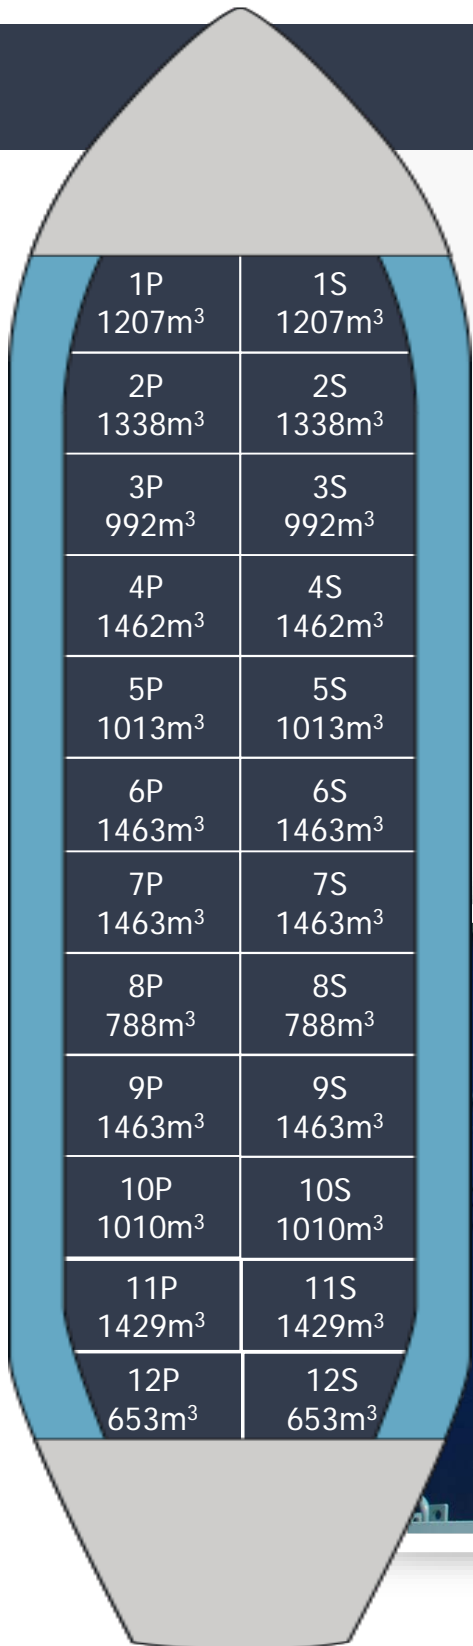 1P 1S
1207m³ 1207m³
2P 2S
1338m³ 1338m³
3P 3S
992m³ 992m³
4P 4S
1462m³ 1462m³
5P 5S
1013m³ 1013m³
6P 6S
1463m³ 1463m³
7P 7S
1463m³ 1463m³
8P 8S
788m³ 788m³
9P 9S
1463m³ 1463m³
10P 10S
1010m³ 1010m³
11P 11S
1429m³ 1429m³
12P 12S
653m³ 653m³